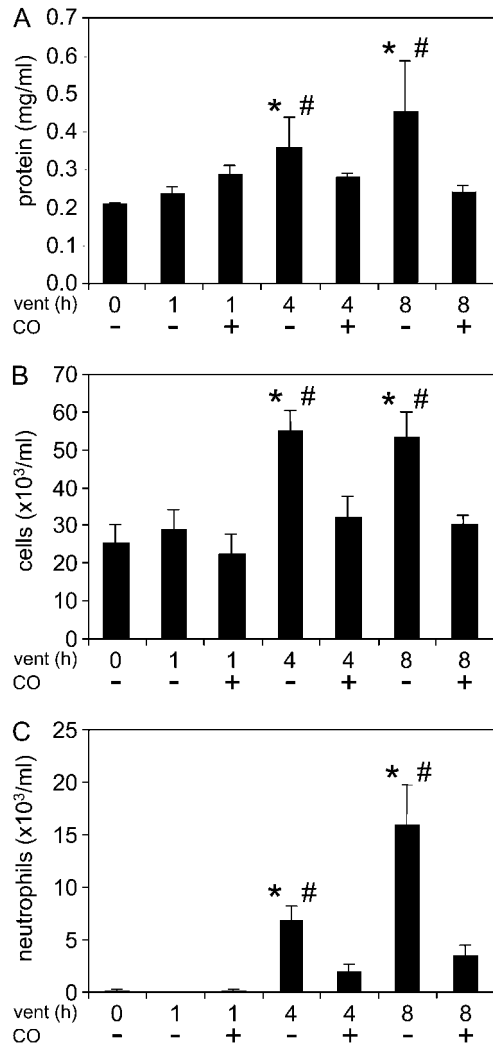 A
0.7
* #
0.6
* #
0.5
0.4
0.3
0.2
0.1
0.0
protein (mg/ml)
vent (h) 0 1 1 4 4 8 8
CO - - + - + - +
B
70
* #
* #
60
50
40
30
20
10
0
cells (x10³/ml)
vent (h) 0 1 1 4 4 8 8
CO - - + - + - +
C
25
* #
20
15
* #
10
5
0
neutrophils (x10³/ml)
vent (h) 0 1 1 4 4 8 8
CO - - + - + - +